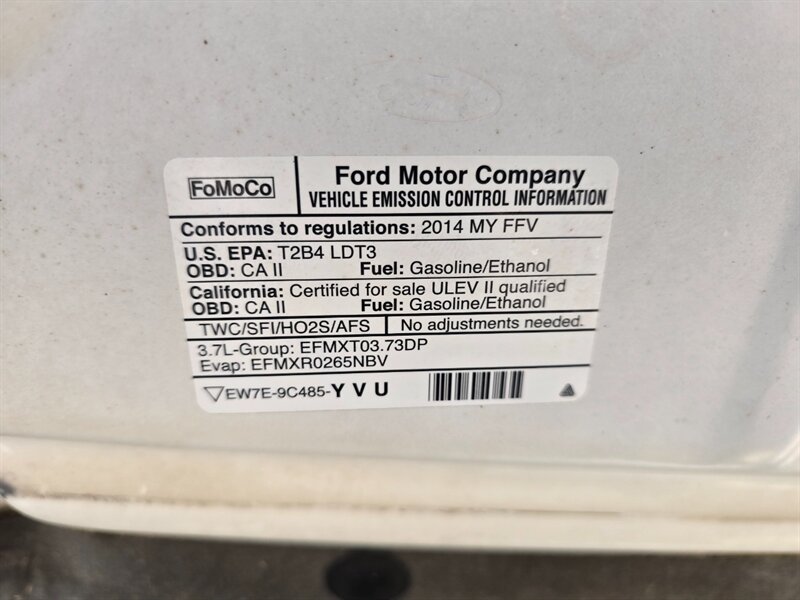 FoMoCo
Ford Motor Company
VEHICLE EMISSION CONTROL INFORMATION
Conforms to regulations: 2014 MY FFV
U.S. EPA: T2B4 LDT3
OBD: CA II Fuel: Gasoline/Ethanol
California: Certified for sale ULEV II qualified
OBD: CA II Fuel: Gasoline/Ethanol
TWC/SFI/HO2S/AFS No adjustments needed.
3.7L-Group: EFMXT03.73DP
Evap: EFMXR0265NBV
EW7E-9C485-Y V U